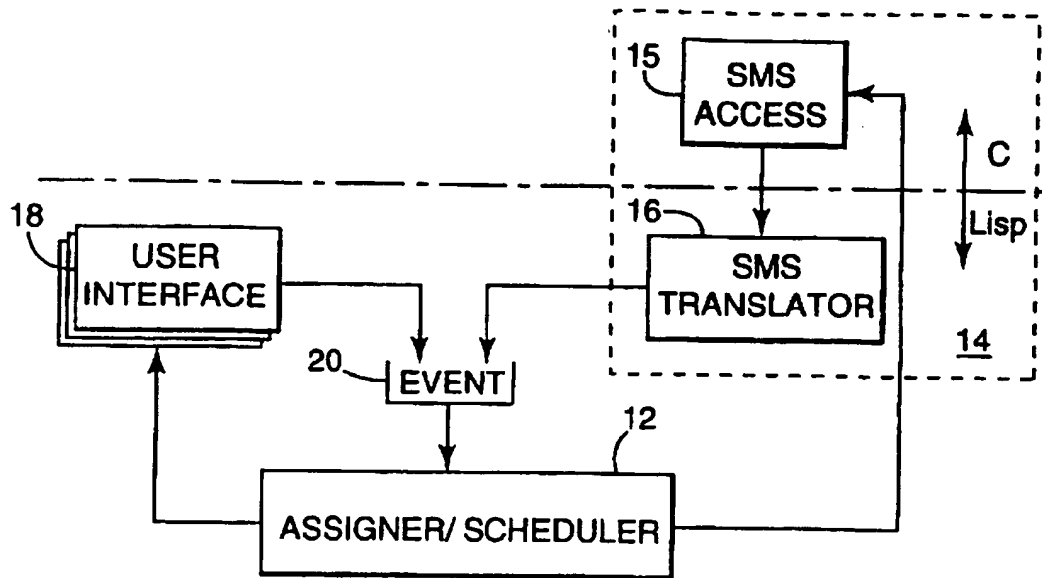 15
SMS
ACCESS
C
18
16
Lisp
USER
INTERFACE
SMS
TRANSLATOR
14
20
EVENT
12
ASSIGNER/ SCHEDULER